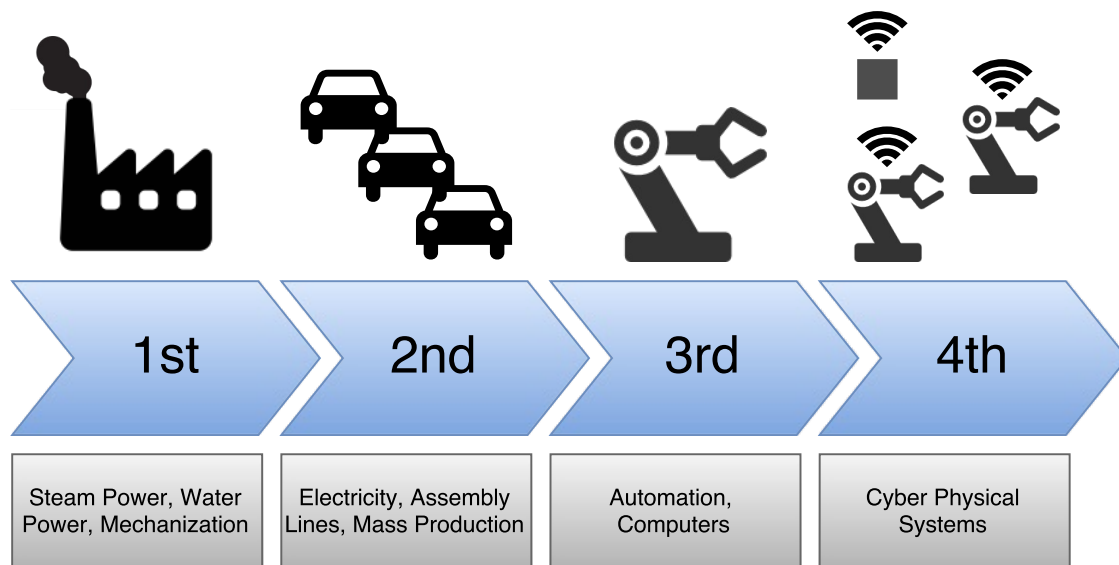 1st
2nd
3rd
4th
Steam Power, Water
Power, Mechanization
Electricity, Assembly
Lines, Mass Production
Automation,
Computers
Cyber Physical
Systems